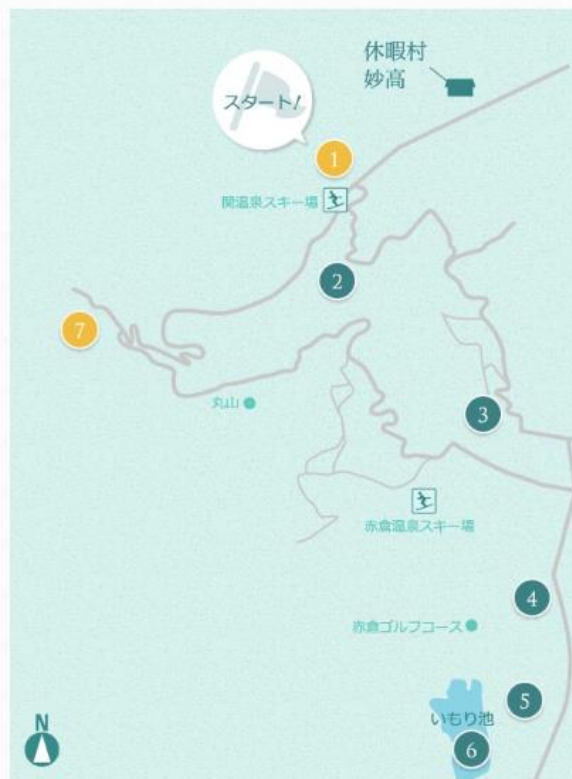 休暇村
妙高
スタート!
1
関温泉スキー場
2
7
丸山
3
赤倉温泉スキー場
4
赤倉ゴルフコース
5
いもり池
6
N